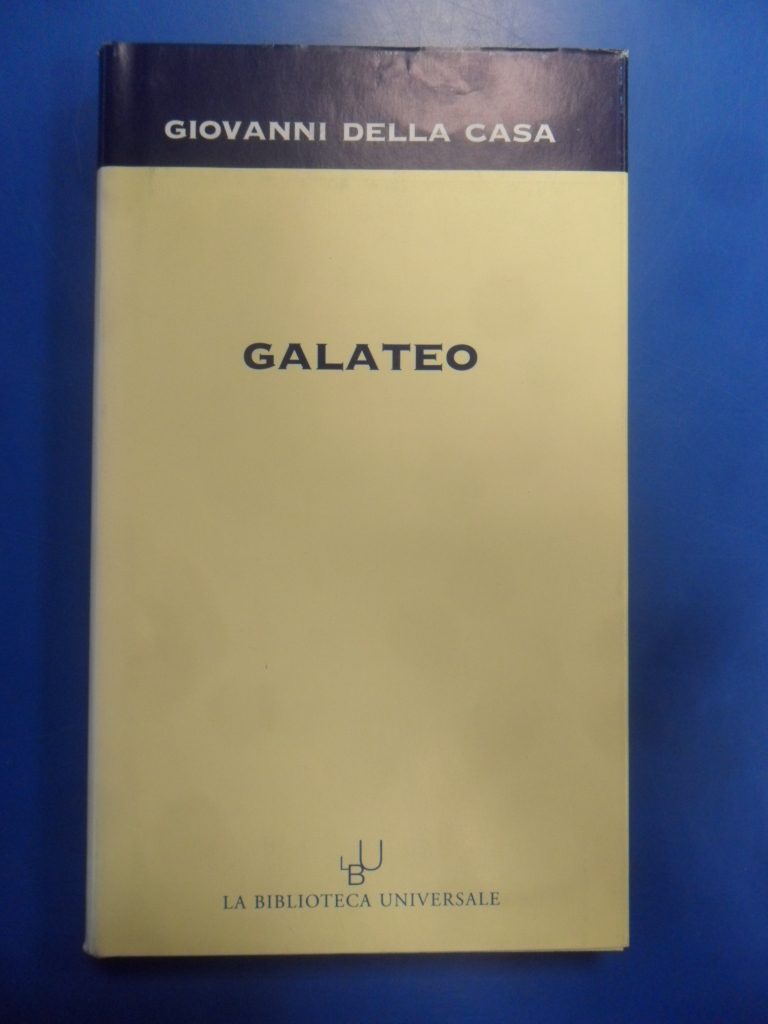 GIOVANNI DELLA CASA
GALATEO
LBU
LA BIBLIOTECA UNIVERSALE